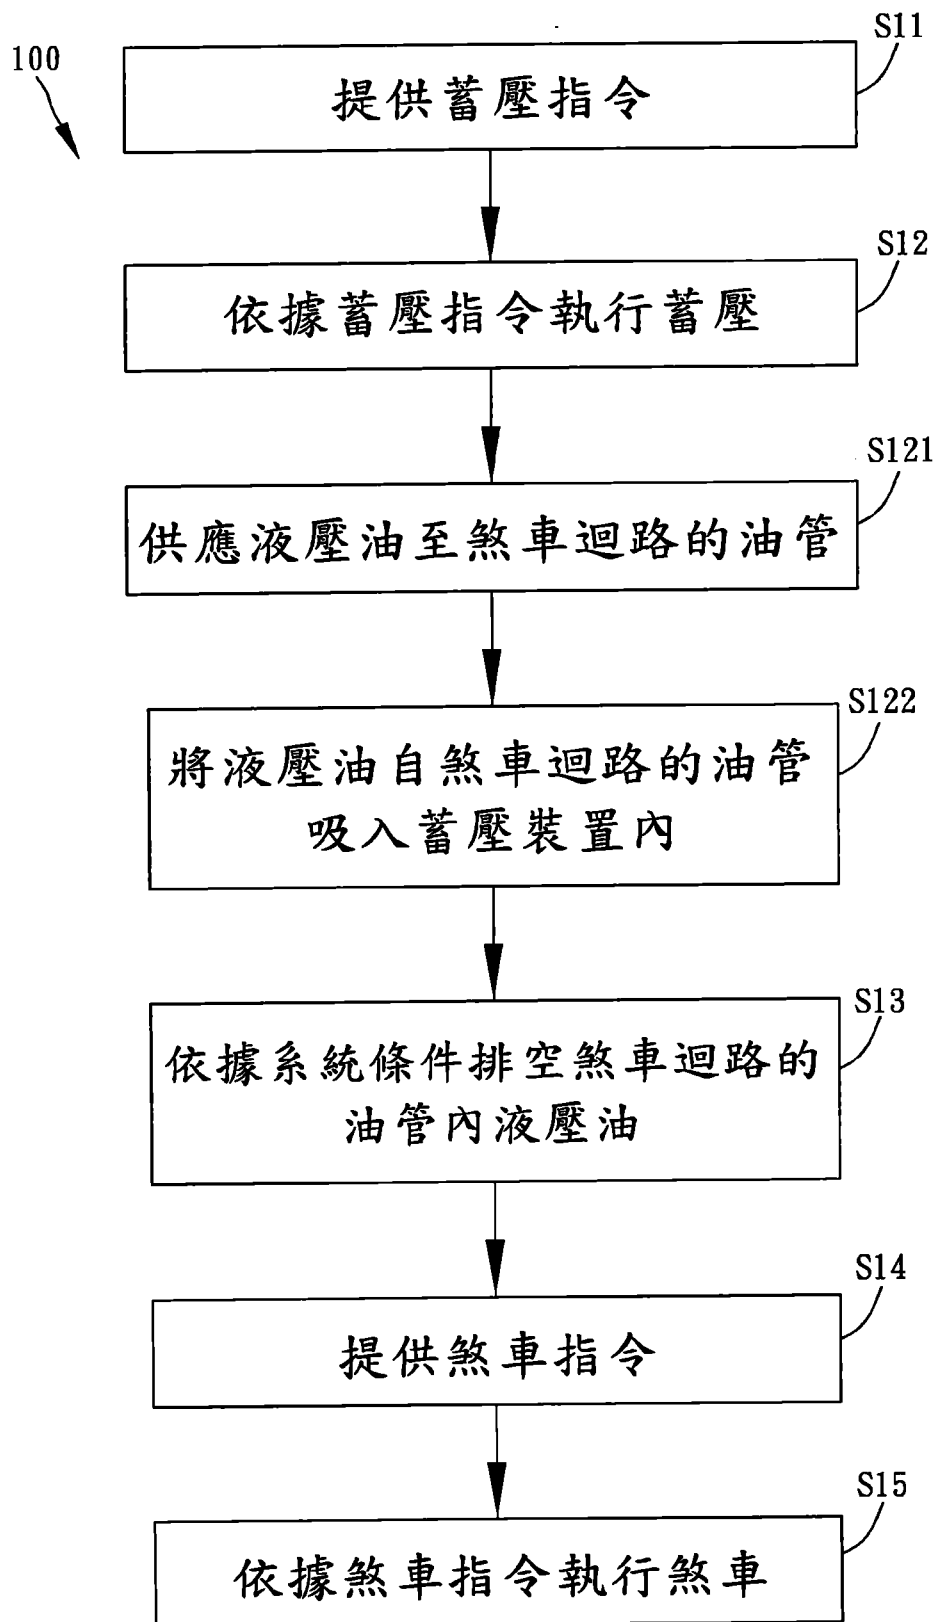 100
S11
提供蓄壓指令
S12
依據蓄壓指令執行蓄壓
S121
供應液壓油至煞車迴路的油管
S122
將液壓油自煞車迴路的油管
吸入蓄壓裝置內
S13
依據系統條件排空煞車迴路的
油管內液壓油
S14
提供煞車指令
S15
依據煞車指令執行煞車